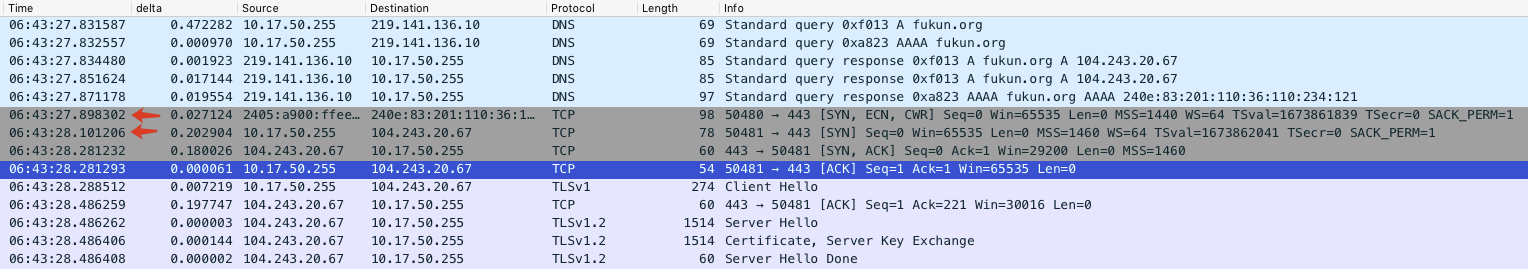 Time delta Source Destination Protocol Length Info
06:43:27.831587 0.472282 10.17.50.255 219.141.136.10 DNS 69 Standard query 0xf013 A fukun.org
06:43:27.832557 0.000970 10.17.50.255 219.141.136.10 DNS 69 Standard query 0xa823 AAAA fukun.org
06:43:27.834480 0.001923 219.141.136.10 10.17.50.255 DNS 85 Standard query response 0xf013 A fukun.org A 104.243.20.67
06:43:27.851624 0.017144 219.141.136.10 10.17.50.255 DNS 85 Standard query response 0xf013 A fukun.org A 104.243.20.67
06:43:27.871178 0.019554 219.141.136.10 10.17.50.255 DNS 97 Standard query response 0xa823 AAAA fukun.org AAAA 240e:83:201:110:36:110:234:121
06:43:27.898302 0.027124 2405:a900:ffee… 240e:83:201:110:36:1… TCP 98 50480 → 443 [SYN, ECN, CWR] Seq=0 Win=65535 Len=0 MSS=1440 WS=64 TSval=1673861839 TSecr=0 SACK_PERM=1
06:43:28.101206 0.202904 10.17.50.255 104.243.20.67 TCP 78 50481 → 443 [SYN] Seq=0 Win=65535 Len=0 MSS=1460 WS=64 TSval=1673862041 TSecr=0 SACK_PERM=1
06:43:28.281232 0.180026 104.243.20.67 10.17.50.255 TCP 60 443 → 50481 [SYN, ACK] Seq=0 Ack=1 Win=29200 Len=0 MSS=1460
06:43:28.281293 0.000061 10.17.50.255 104.243.20.67 TCP 54 50481 → 443 [ACK] Seq=1 Ack=1 Win=65535 Len=0
06:43:28.288512 0.007219 10.17.50.255 104.243.20.67 TLSv1 274 Client Hello
06:43:28.486259 0.197747 104.243.20.67 10.17.50.255 TCP 60 443 → 50481 [ACK] Seq=1 Ack=221 Win=30016 Len=0
06:43:28.486262 0.000003 104.243.20.67 10.17.50.255 TLSv1.2 1514 Server Hello
06:43:28.486406 0.000144 104.243.20.67 10.17.50.255 TLSv1.2 1514 Certificate, Server Key Exchange
06:43:28.486408 0.000002 104.243.20.67 10.17.50.255 TLSv1.2 60 Server Hello Done